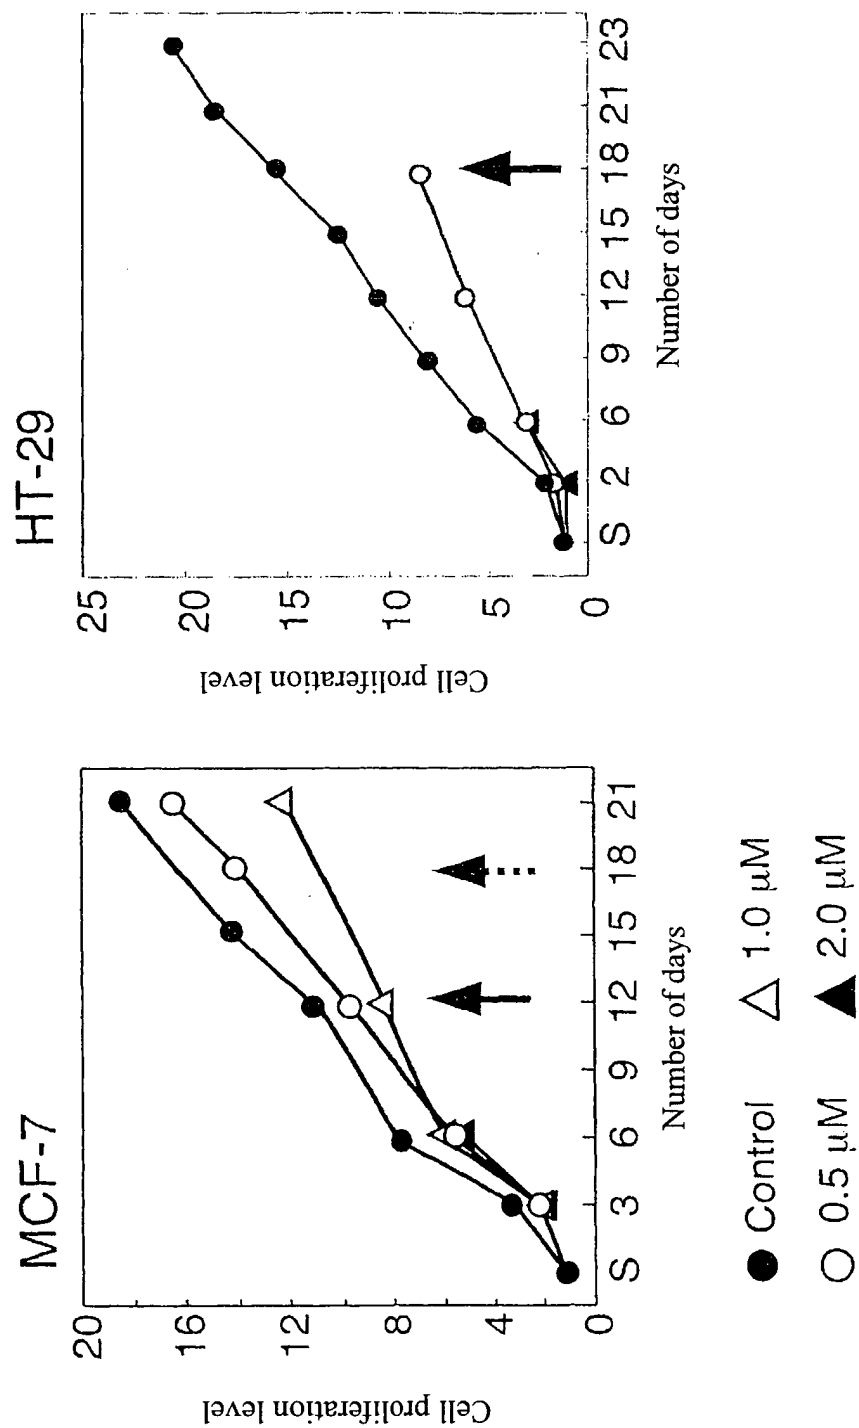 MCF-7
Cell proliferation level
20
16
12
8
4
0
S 3 6 9 12 15 18 21
Number of days
HT-29
Cell proliferation level
25
20
15
10
5
0
S 2 6 9 12 15 18 21 23
Number of days
Control
1.0 μM
0.5 μM
2.0 μM